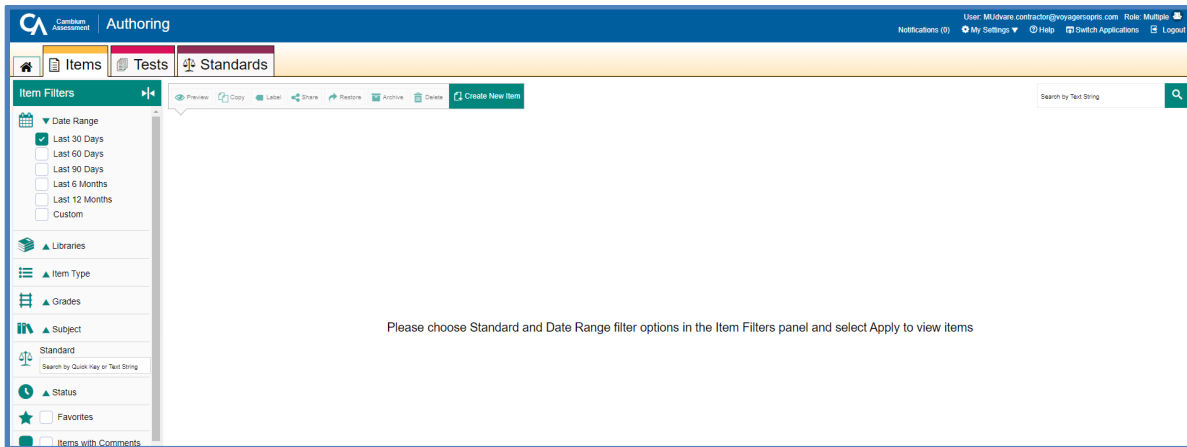 CA Cambium Assessment Authoring
User: MUdvare.contractor@voyagersopris.com Role: Multiple
Notifications (0) My Settings ▼ Help Switch Applications Logout
Items Tests Standards
Item Filters
Preview Copy Label Share Restore Archive Delete Create New Item
Search by Text String
▼ Date Range
Last 30 Days
Last 60 Days
Last 90 Days
Last 6 Months
Last 12 Months
Custom
▲ Libraries
▲ Item Type
▲ Grades
▲ Subject
Standard
Search by Quick Key or Text String
▲ Status
Favorites
Items with Comments
Please choose Standard and Date Range filter options in the Item Filters panel and select Apply to view items